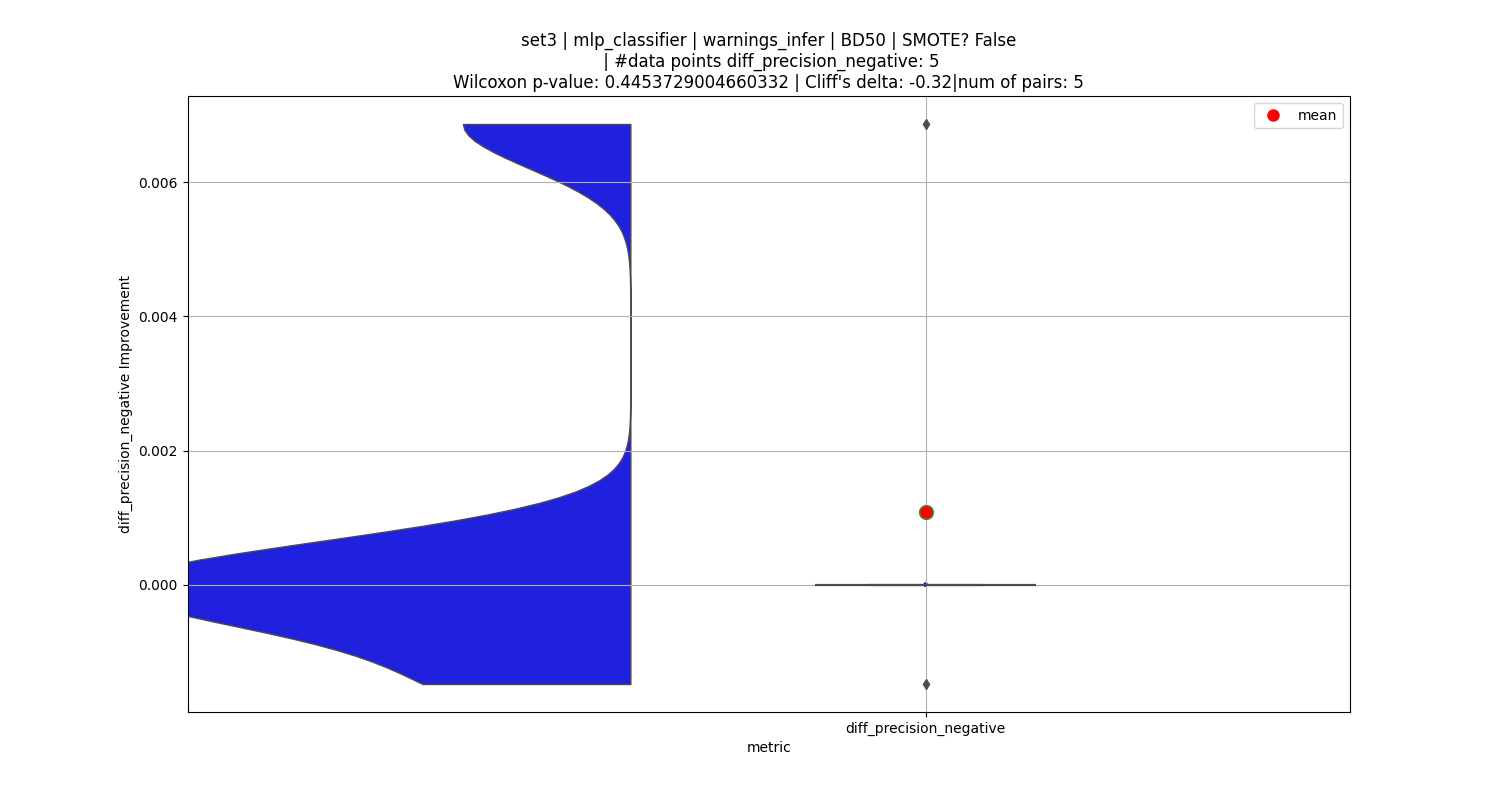 set3 | mlp_classifier | warnings_infer | BD50 | SMOTE? False
| #data points diff_precision_negative: 5
Wilcoxon p-value: 0.4453729004660332 | Cliff's delta: -0.32|num of pairs: 5
mean
0.006
0.004
0.002
0.000
diff_precision_negative Improvement
diff_precision_negative
metric